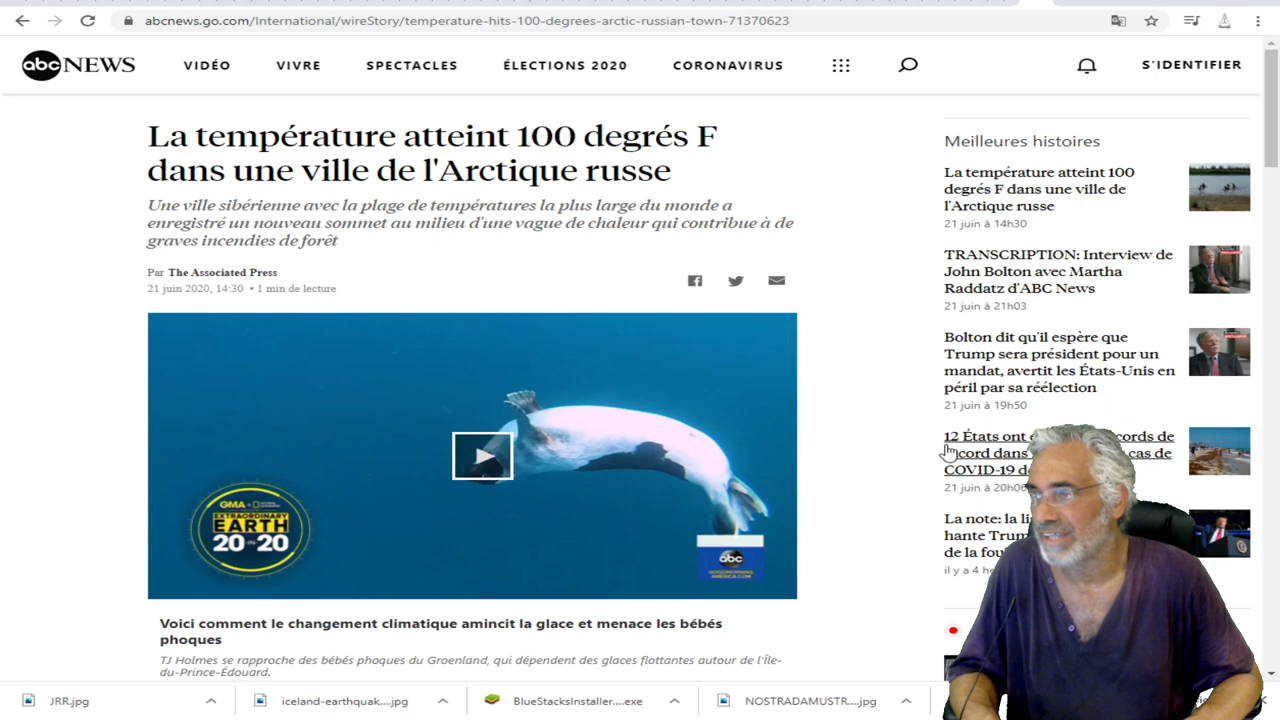 abcnews.go.com/International/wireStory/temperature-hits-100-degrees-arctic-russian-town-71370623
abc NEWS
VIDÉO
VIVRE
SPECTACLES
ÉLECTIONS 2020
CORONAVIRUS
S'IDENTIFIER
La température atteint 100 degrés F
dans une ville de l'Arctique russe
Une ville sibérienne avec la plage de températures la plus large du monde a
enregistré un nouveau sommet au milieu d'une vague de chaleur qui contribue à de
graves incendies de forêt
Par The Associated Press
21 juin 2020, 14:30 • 1 min de lecture
GMA
EXTRAORDINARY
EARTH
20 20
abc
GOODMORNING
AMERICA.COM
Voici comment le changement climatique amincit la glace et menace les bébés
phoques
TJ Holmes se rapproche des bébés phoques du Groenland, qui dépendent des glaces flottantes autour de l'Île-
du-Prince-Édouard.
Meilleures histoires
La température atteint 100
degrés F dans une ville de
l'Arctique russe
21 juin à 14h30
TRANSCRIPTION: Interview de
John Bolton avec Martha
Raddatz d'ABC News
21 juin à 21h03
Bolton dit qu'il espère que
Trump sera président pour un
mandat, avertit les États-Unis en
péril par sa réélection
21 juin à 19h50
12 États ont
dans cas de
COVID-19
21 juin à
La note: la
hante
de la
il y a 4
JRR.jpg
iceland-earthquak....jpg
BlueStacksInstaller....exe
NOSTRADAMUSTR....jpg